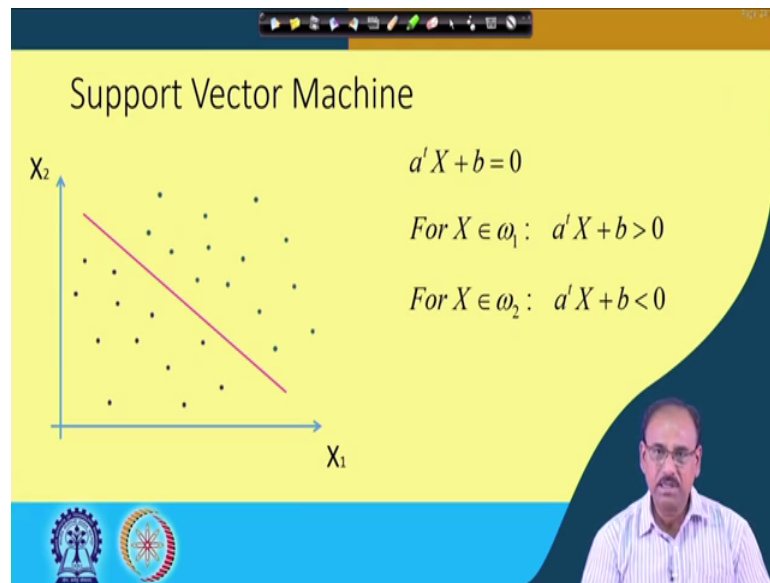 Support Vector Machine
X₂
aᵗX + b = 0
For X ∈ ω₁ : aᵗX + b > 0
For X ∈ ω₂ : aᵗX + b < 0
X₁